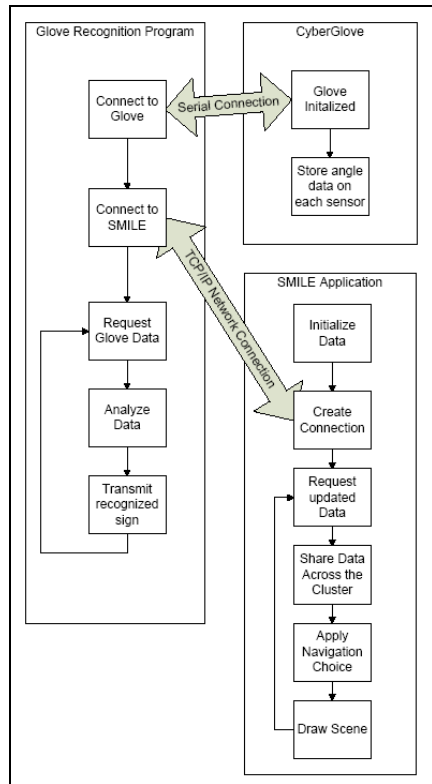 Glove Recognition Program
Connect to
Glove
Connect to
SMILE
Request
Glove Data
Analyze
Data
Transmit
recognized
sign
Serial Connection
TCP/IP Network Connection
CyberGlove
Glove
Initalized
Store angle
data on
each sensor
SMILE Application
Initialize
Data
Create
Connection
Request
updated
Data
Share Data
Across the
Cluster
Apply
Navigation
Choice
Draw Scene